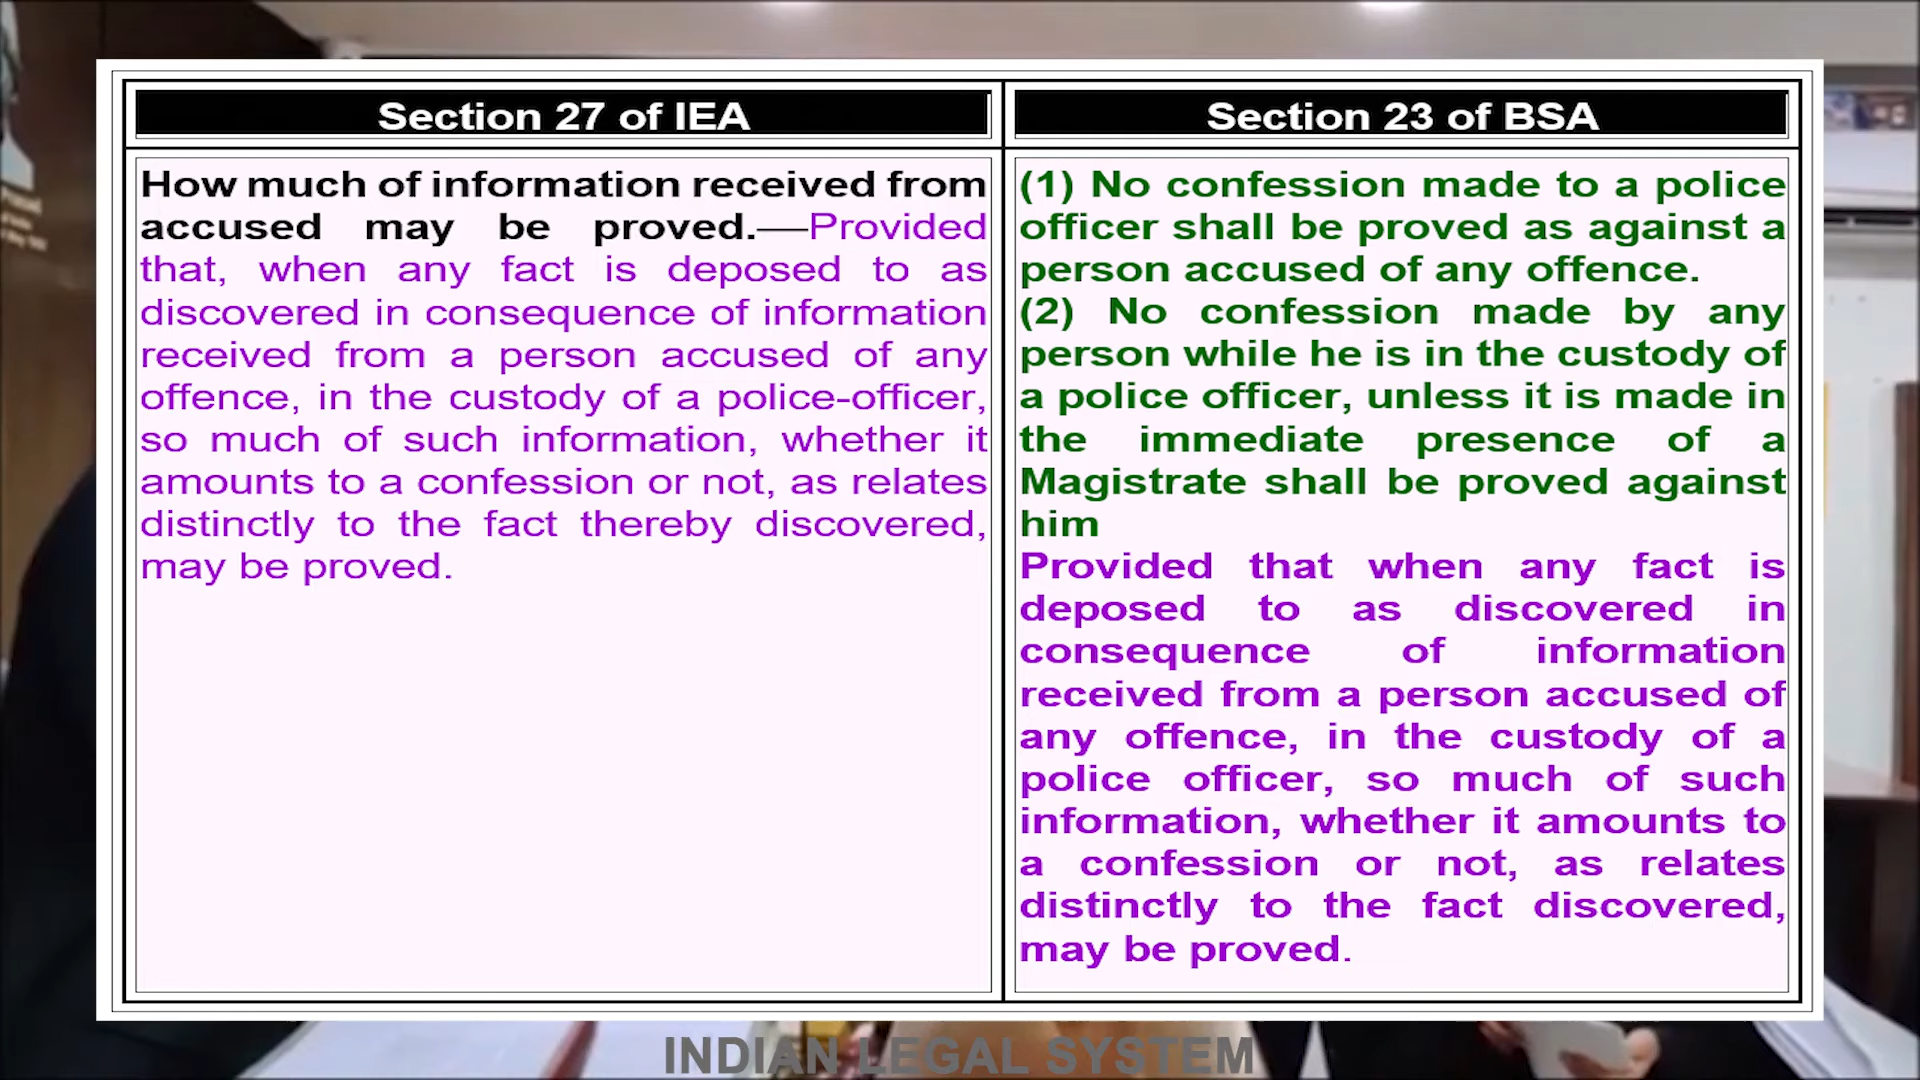 Section 27 of IEA
How much of information received from
accused may be proved.—Provided
that, when any fact is deposed to as
discovered in consequence of information
received from a person accused of any
offence, in the custody of a police-officer,
so much of such information, whether it
amounts to a confession or not, as relates
distinctly to the fact thereby discovered,
may be proved.
Section 23 of BSA
(1) No confession made to a police
officer shall be proved as against a
person accused of any offence.
(2) No confession made by any
person while he is in the custody of
a police officer, unless it is made in
the immediate presence of a
Magistrate shall be proved against
him
Provided that when any fact is
deposed to as discovered in
consequence of information
received from a person accused of
any offence, in the custody of a
police officer, so much of such
information, whether it amounts to
a confession or not, as relates
distinctly to the fact discovered,
may be proved.
INDIAN LEGAL SYSTEM